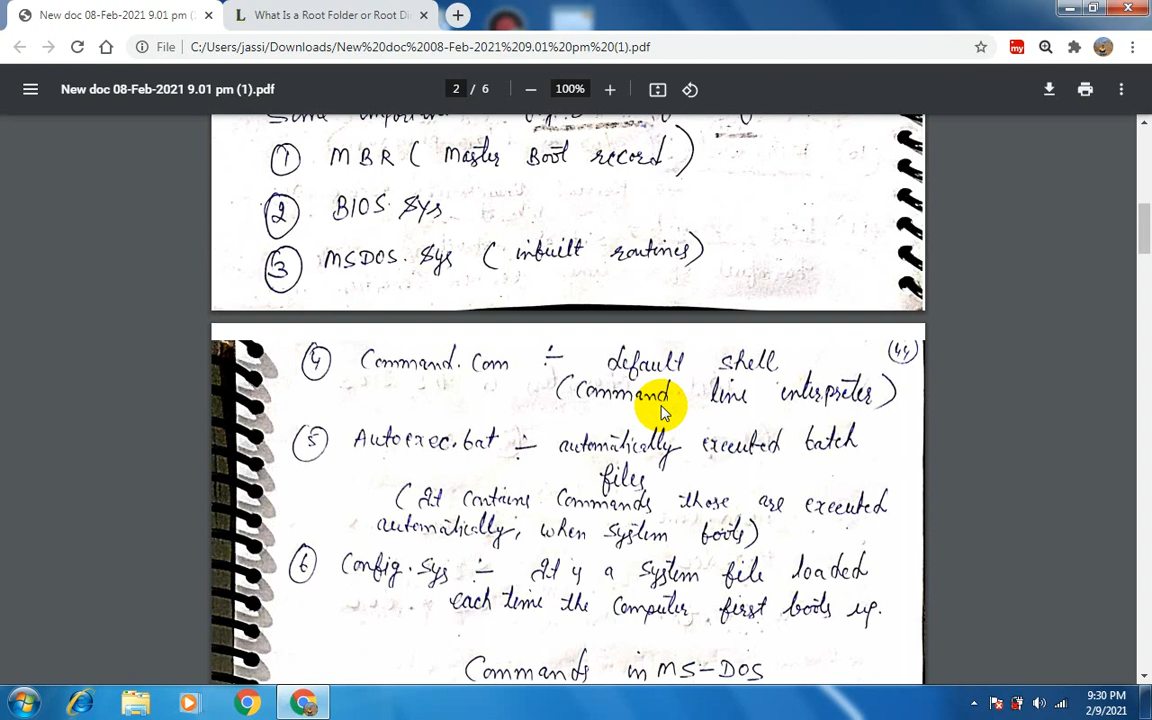 New doc 08-Feb-2021 9.01 pm (
What Is a Root Folder or Root Di
File
C:/Users/jassi/Downloads/New%20doc%2008-Feb-2021%209.01%20pm%20(1).pdf
my
New doc 08-Feb-2021 9.01 pm (1).pdf
2 / 6
100%
Some important
① MBR ( Master Boot record )
② BIOS. Sys
③ MSDOS. Sys ( inbuilt routines)
(44)
④ Command. Com ÷ default shell
(Command line interpreter)
⑤ Autoexec.bat ÷ automatically executed batch
files
( It contains Commands those are executed
automatically, when system boots)
⑥ Config. Sys ÷ It is a system file loaded
each time the computer first boots up.
Commands in MS-DOS
9:30 PM
2/9/2021